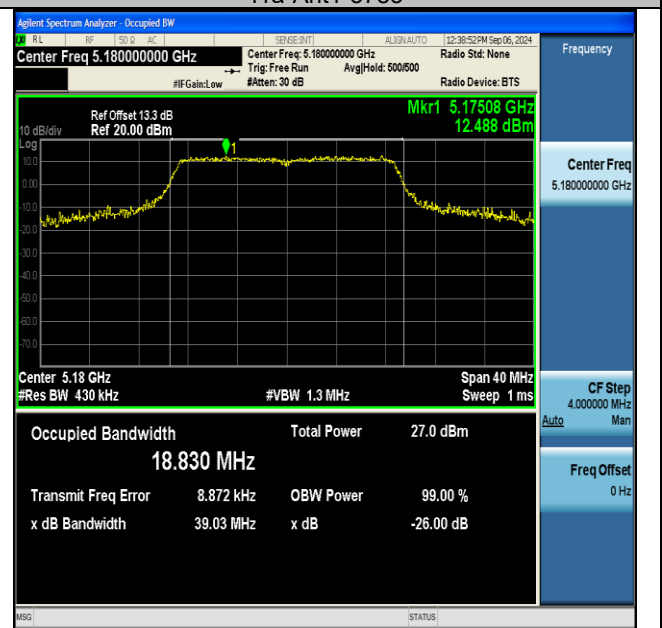 Agilent Spectrum Analyzer - Occupied BW
RL RF 50 Ω AC SENSE:INT ALIGN AUTO 12:38:52 PM Sep 06, 2024
Center Freq 5.180000000 GHz
Center Freq: 5.180000000 GHz
Radio Std: None
Trig: Free Run
Avg|Hold: 500/500
#IFGain:Low
#Atten: 30 dB
Radio Device: BTS
Frequency
Ref Offset 13.3 dB
Mkr1 5.17508 GHz
10 dB/div Ref 20.00 dBm
12.488 dBm
Log
10.0
0.00
-10.0
-20.0
-30.0
-40.0
-50.0
-60.0
-70.0
1
Center Freq
5.180000000 GHz
Center 5.18 GHz
Span 40 MHz
#Res BW 430 kHz
#VBW 1.3 MHz
Sweep 1 ms
CF Step
4.000000 MHz
Auto Man
Occupied Bandwidth
Total Power 27.0 dBm
18.830 MHz
Freq Offset
0 Hz
Transmit Freq Error 8.872 kHz OBW Power 99.00 %
x dB Bandwidth 39.03 MHz x dB -26.00 dB
MSG
STATUS